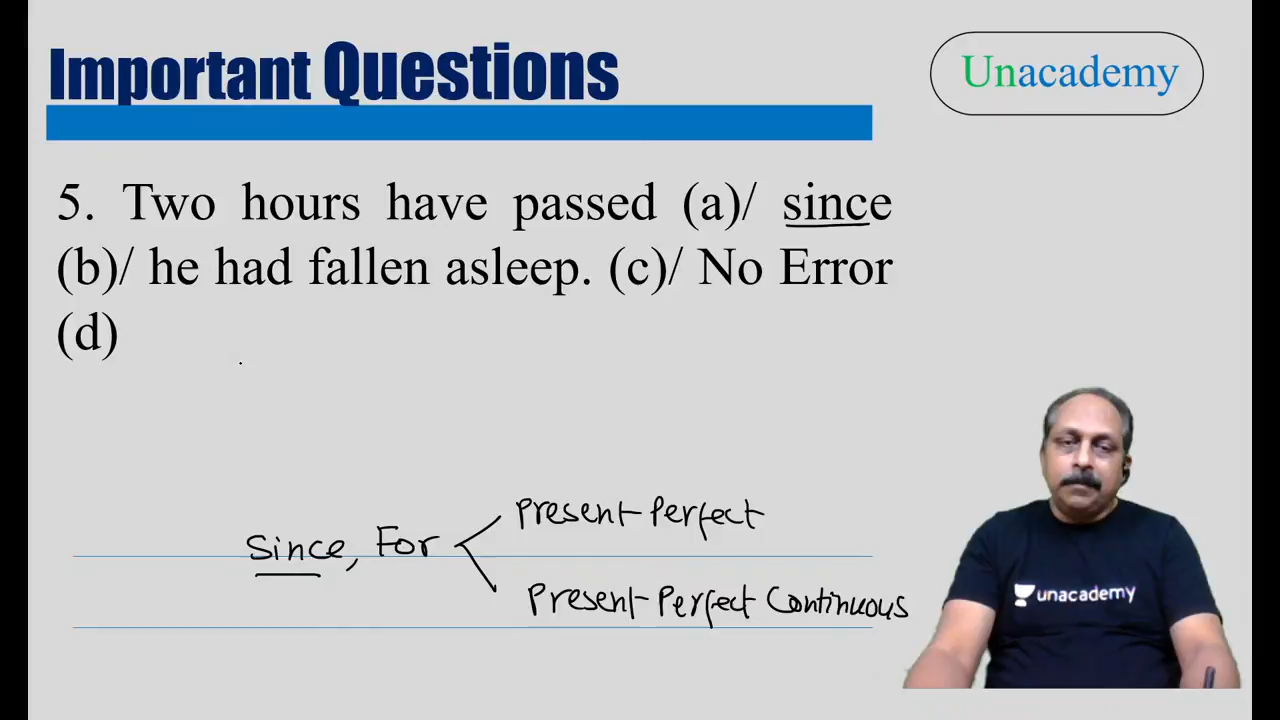 Important Questions
Unacademy
5. Two hours have passed (a)/ since
(b)/ he had fallen asleep. (c)/ No Error
(d)
Present Perfect
Since, For
Present Perfect Continuous
unacademy